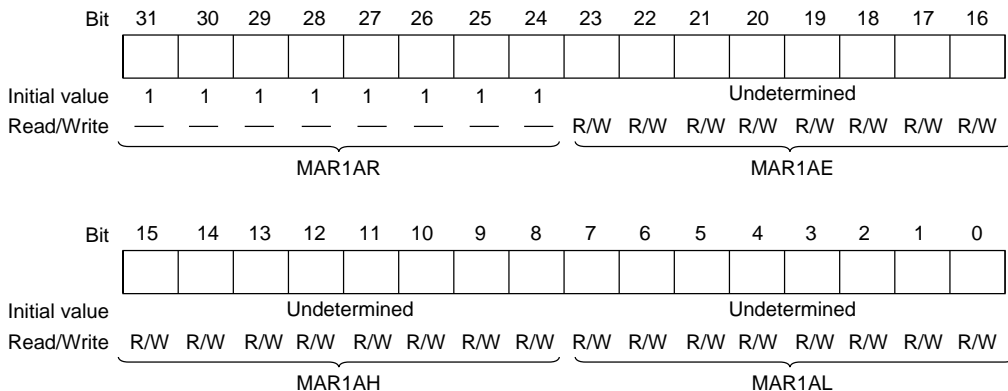 Bit 31 30 29 28 27 26 25 24 23 22 21 20 19 18 17 16
Initial value 1 1 1 1 1 1 1 1 Undetermined
Read/Write — — — — — — — — R/W R/W R/W R/W R/W R/W R/W R/W
MAR1AR MAR1AE
Bit 15 14 13 12 11 10 9 8 7 6 5 4 3 2 1 0
Initial value Undetermined Undetermined
Read/Write R/W R/W R/W R/W R/W R/W R/W R/W R/W R/W R/W R/W R/W R/W R/W R/W
MAR1AH MAR1AL